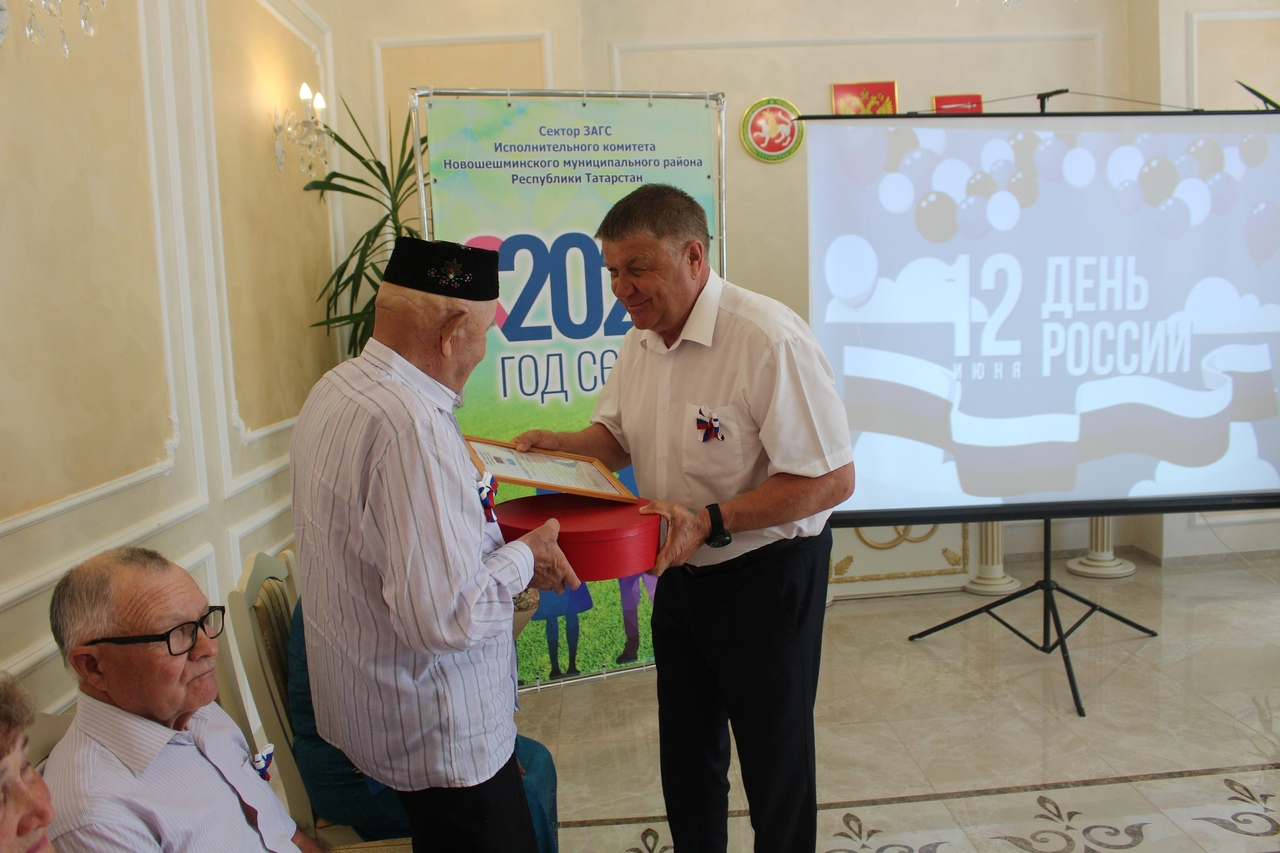 Сектор ЗАГС
Исполнительного комитета
Новошешминского муниципального района
Республики Татарстан
202
ГОД СЕ
12
ИЮНЯ
ДЕНЬ
РОССИИ